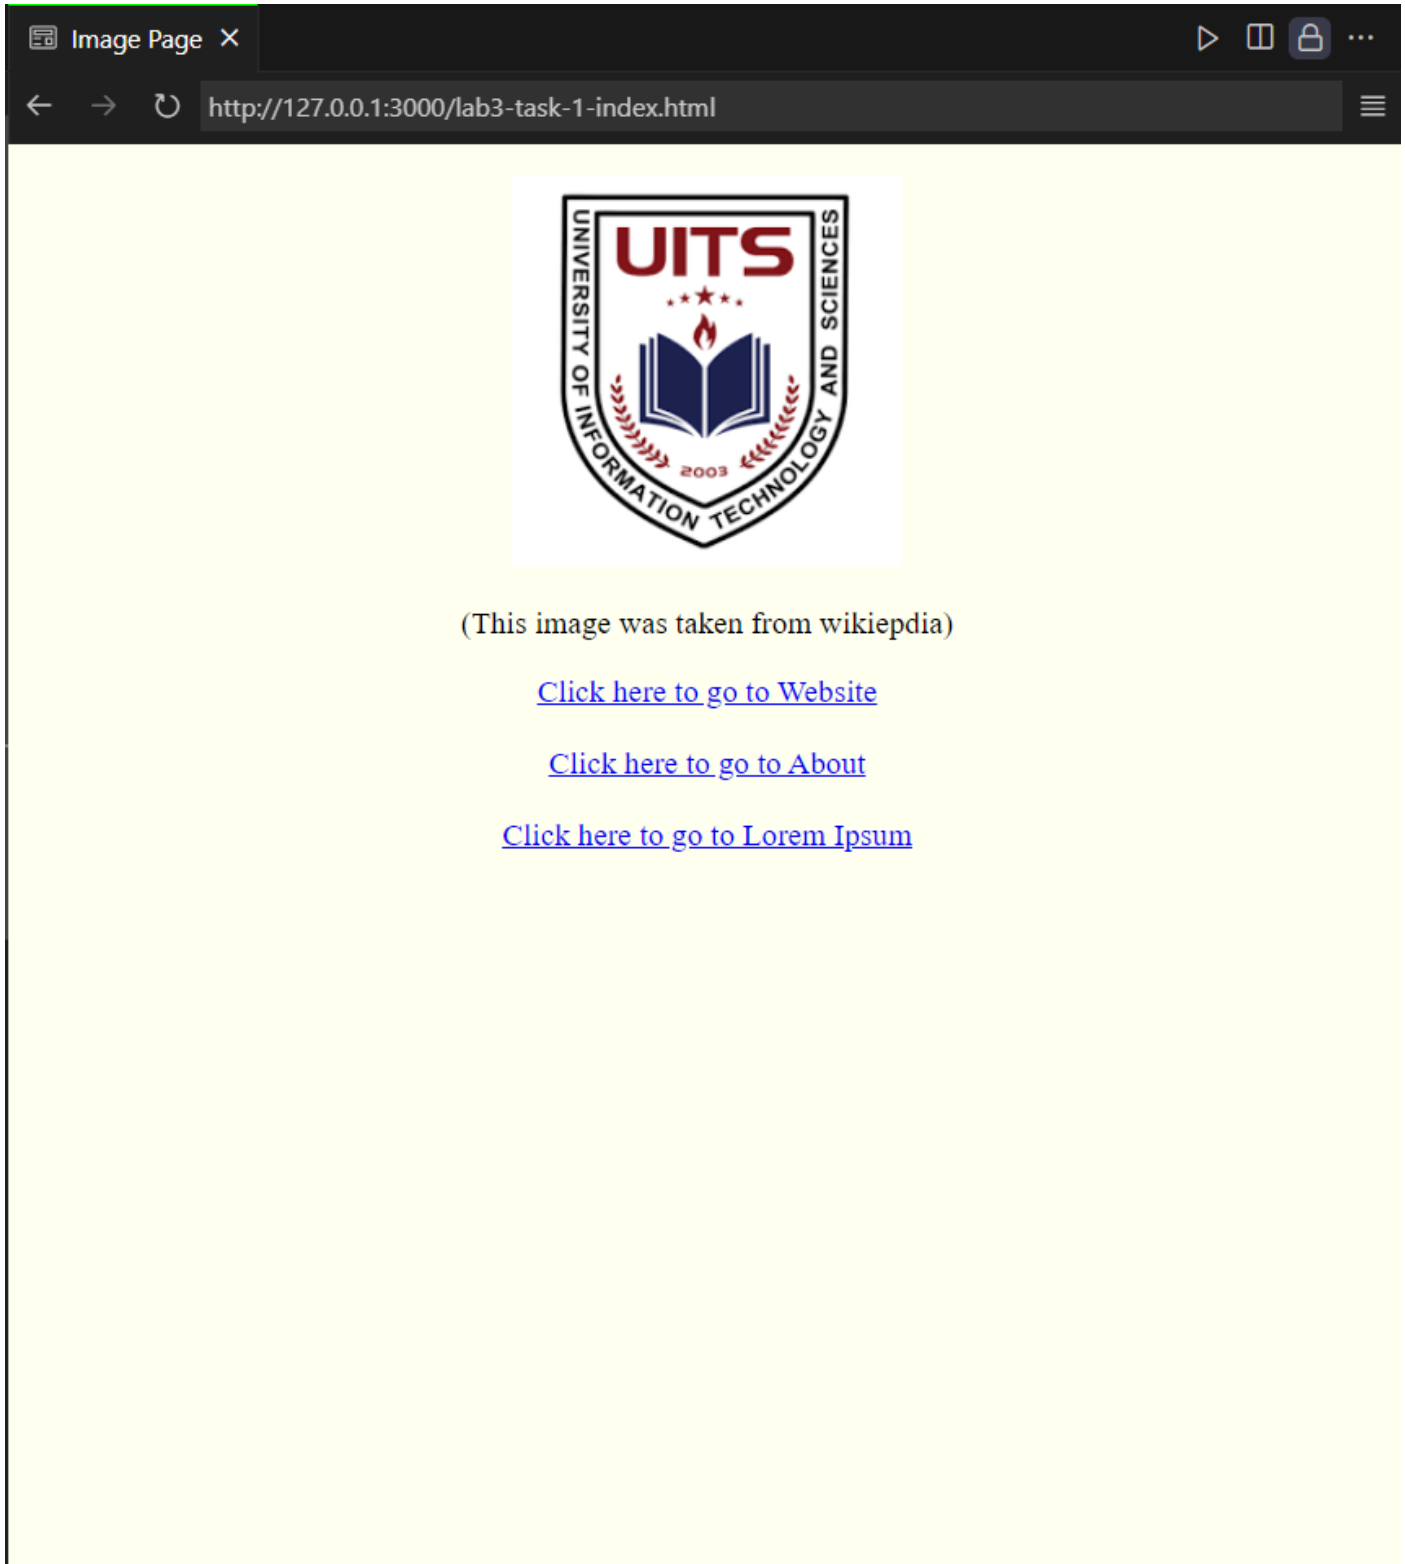 Image Page
http://127.0.0.1:3000/lab3-task-1-index.html
UNIVERSITY OF INFORMATION TECHNOLOGY AND SCIENCES
UITS
2003
(This image was taken from wikiepdia)
Click here to go to Website
Click here to go to About
Click here to go to Lorem Ipsum